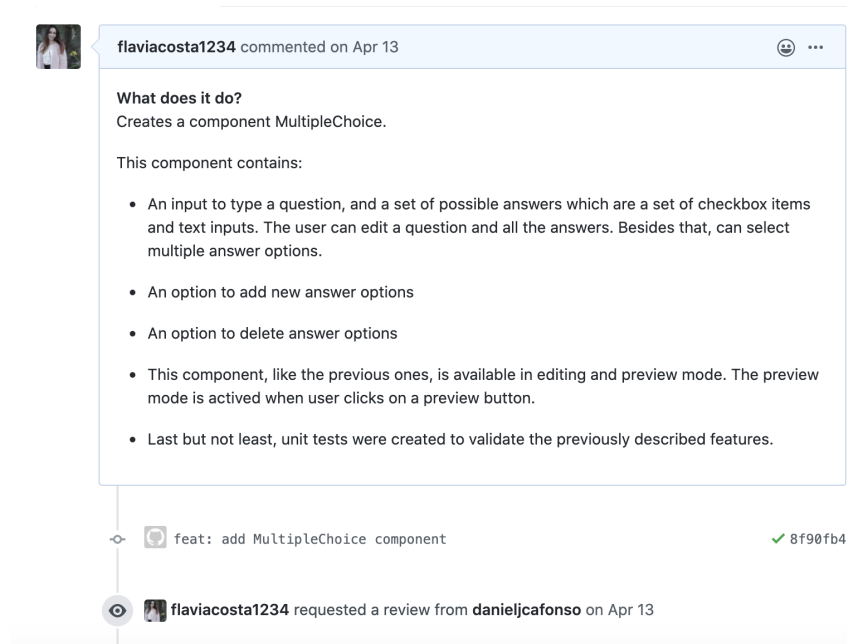 flaviacosta1234 commented on Apr 13
What does it do?
Creates a component MultipleChoice.
This component contains:
An input to type a question, and a set of possible answers which are a set of checkbox items
and text inputs. The user can edit a question and all the answers. Besides that, can select
multiple answer options.
An option to add new answer options
An option to delete answer options
This component, like the previous ones, is available in editing and preview mode. The preview
mode is actived when user clicks on a preview button.
Last but not least, unit tests were created to validate the previously described features.
feat: add MultipleChoice component 8f90fb4
flaviacosta1234 requested a review from danieljcafonso on Apr 13